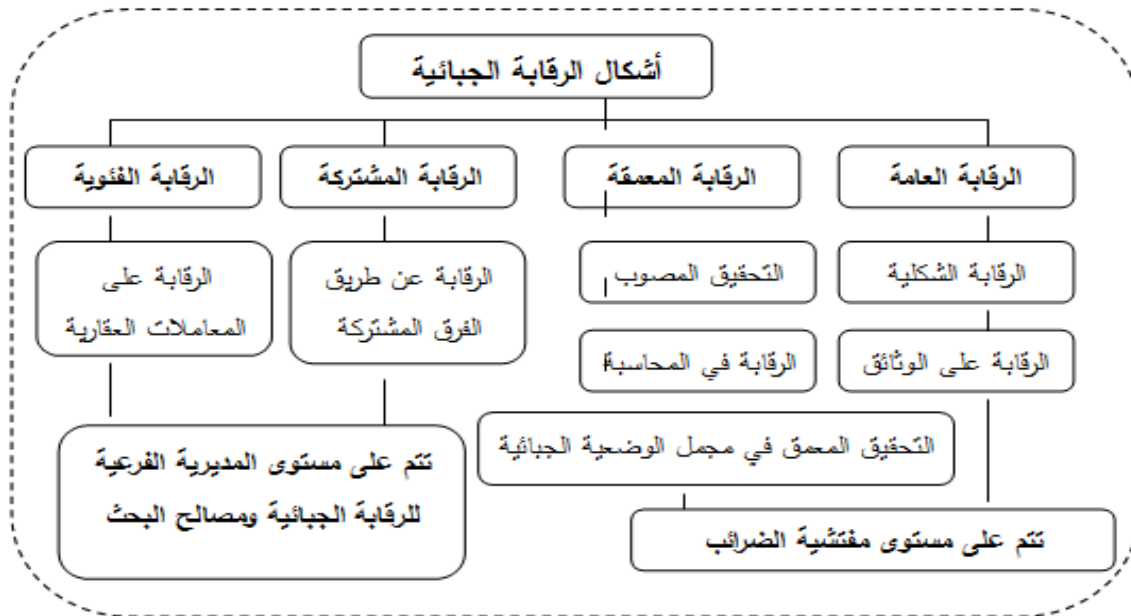 أشكال الرقابة الجبائية
الرقابة العامة
الرقابة المعمقة
الرقابة المشتركة
الرقابة الفئوية
الرقابة الشكلية
التحقيق المصوب
الرقابة عن طريق
الفرق المشتركة
الرقابة على
المعاملات العقارية
الرقابة على الوثائق
الرقابة في المحاسبة
التحقيق المعمق في مجمل الوضعية الجبائية
تتم على مستوى المديرية الفرعية
للرقابة الجبائية ومصالح البحث
تتم على مستوى مفتشية الضرائب